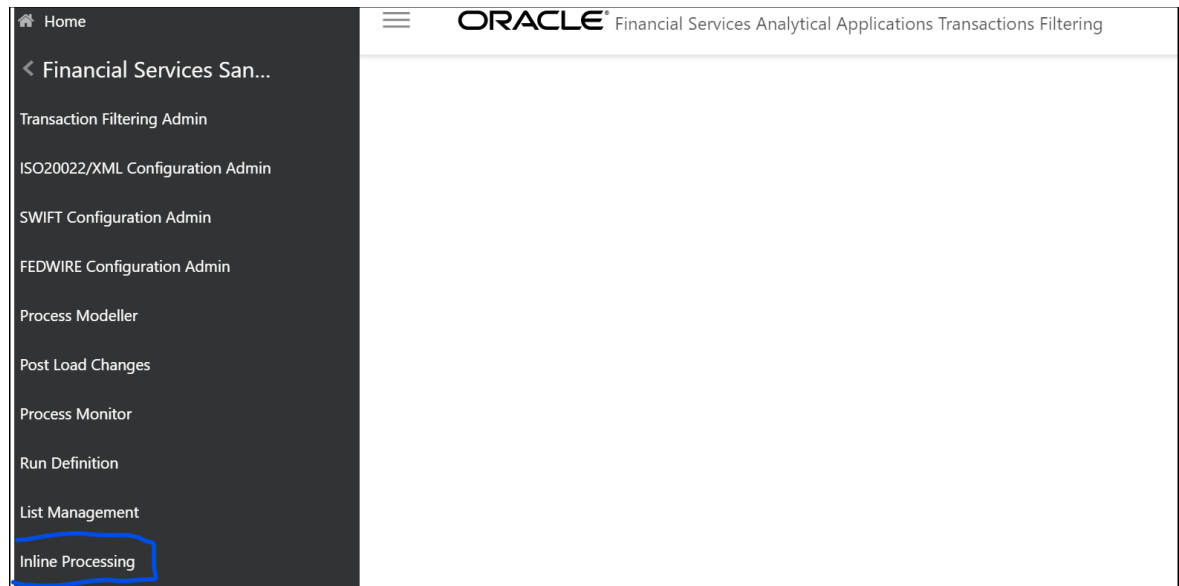 Home
ORACLE® Financial Services Analytical Applications Transactions Filtering
< Financial Services San...
Transaction Filtering Admin
ISO20022/XML Configuration Admin
SWIFT Configuration Admin
FEDWIRE Configuration Admin
Process Modeller
Post Load Changes
Process Monitor
Run Definition
List Management
Inline Processing